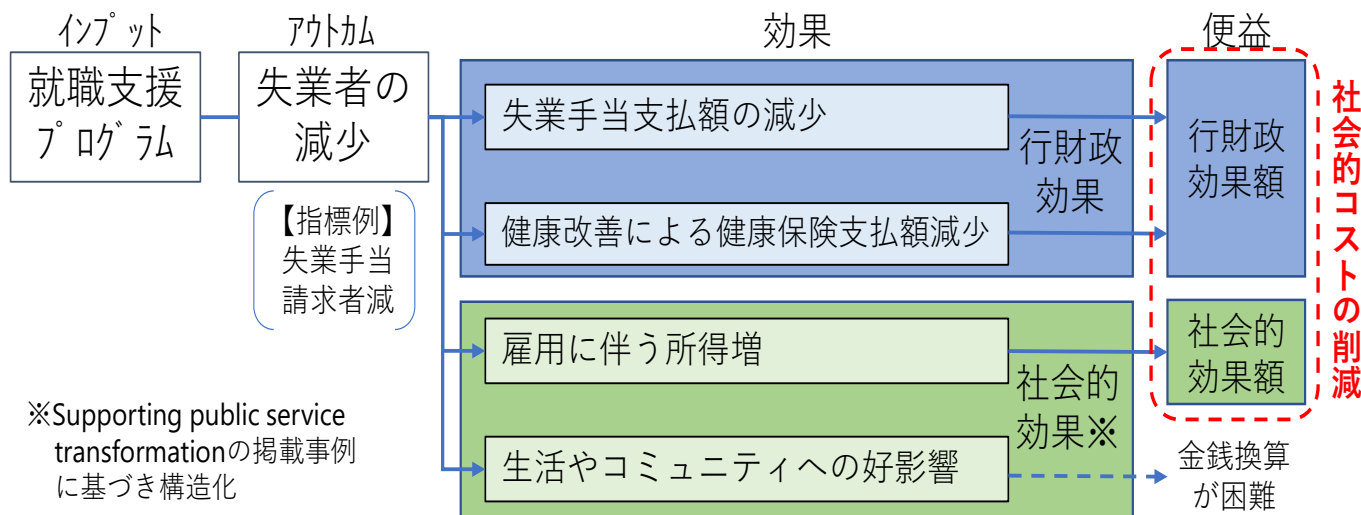 インプット
就職支援
プログラム
アウトカム
失業者の
減少
【指標例】
失業手当
請求者減
※Supporting public service
transformationの掲載事例
に基づき構造化
効果
失業手当支払額の減少
健康改善による健康保険支払額減少
行財政
効果
雇用に伴う所得増
生活やコミュニティへの好影響
社会的
効果※
便益
行財政
効果額
社会的
効果額
金銭換算
が困難
社会的コストの削減